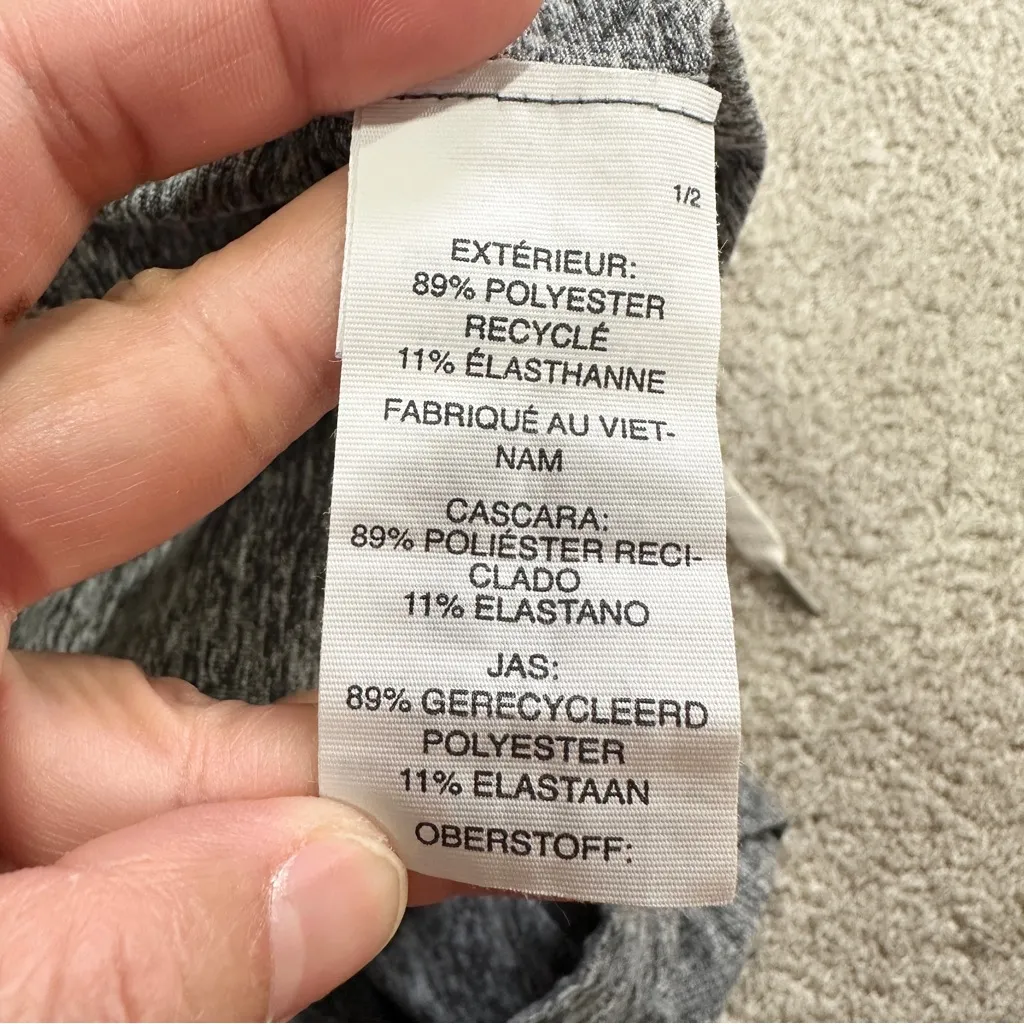 1/2
EXTÉRIEUR:
89% POLYESTER
RECYCLÉ
11% ÉLASTHANNE
FABRIQUÉ AU VIET-
NAM
CASCARA:
89% POLIÉSTER RECI-
CLADO
11% ELASTANO
JAS:
89% GERECYCLEERD
POLYESTER
11% ELASTAAN
OBERSTOFF: